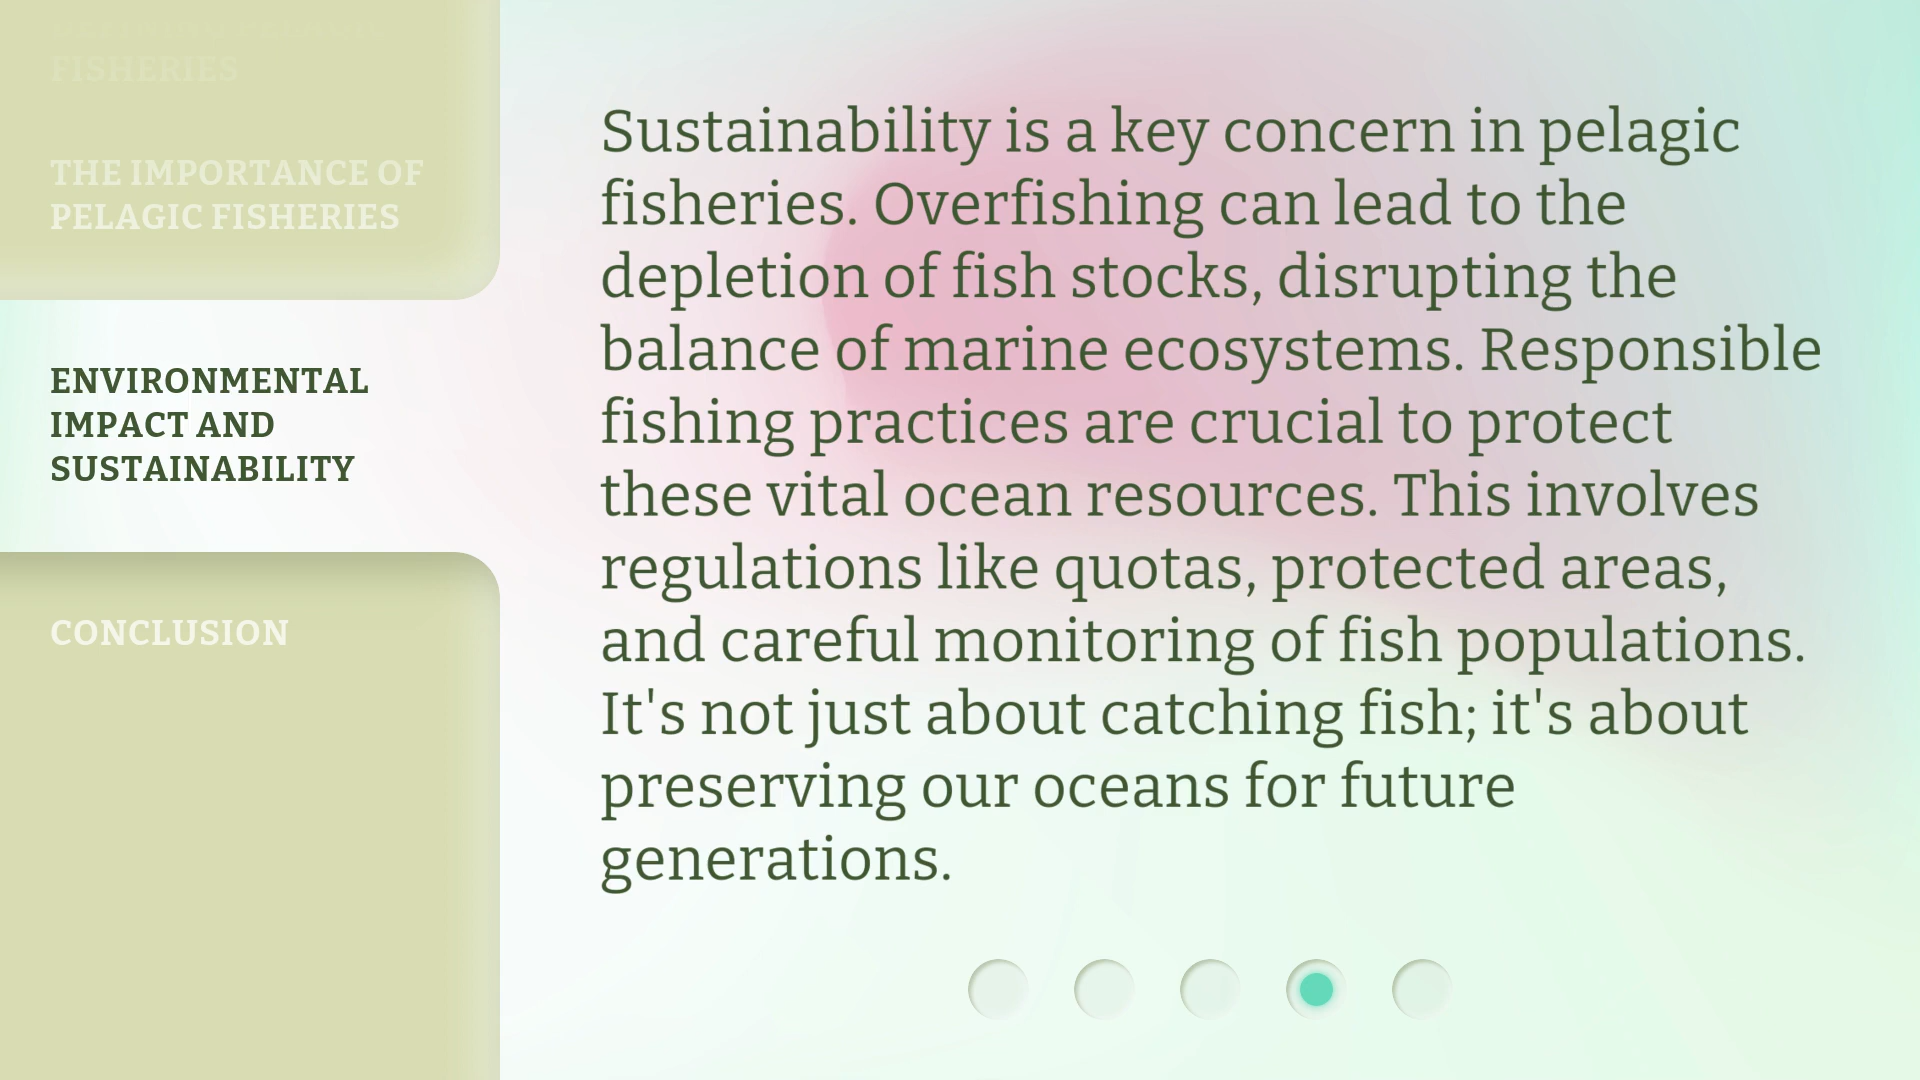 FISHERIES
THE IMPORTANCE OF
PELAGIC FISHERIES
ENVIRONMENTAL
IMPACT AND
SUSTAINABILITY
CONCLUSION
Sustainability is a key concern in pelagic
fisheries. Overfishing can lead to the
depletion of fish stocks, disrupting the
balance of marine ecosystems. Responsible
fishing practices are crucial to protect
these vital ocean resources. This involves
regulations like quotas, protected areas,
and careful monitoring of fish populations.
It's not just about catching fish; it's about
preserving our oceans for future
generations.